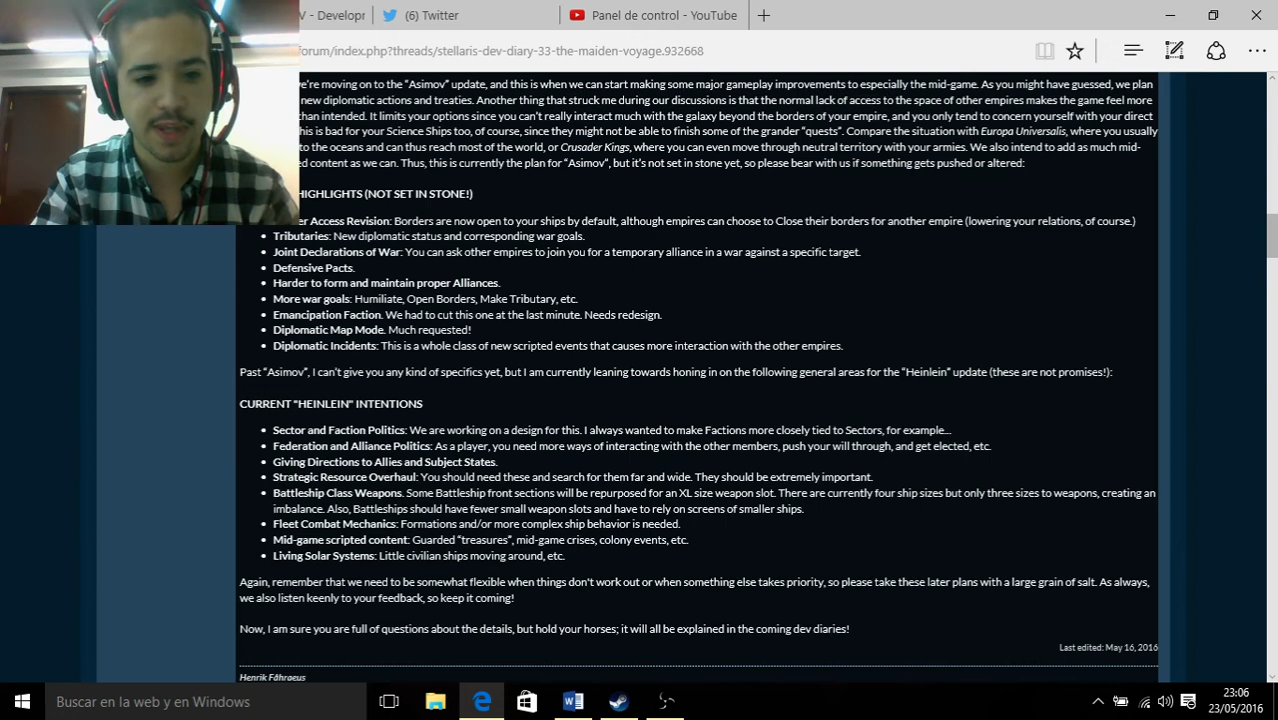 V - Developr
(6) Twitter
Panel de control - YouTube
forum/index.php?threads/stellaris-dev-diary-33-the-maiden-voyage.932668
're moving on to the "Asimov" update, and this is when we can start making some major gameplay improvements to especially the mid-game. As you might have guessed, we plan
new diplomatic actions and treaties. Another thing that struck me during our discussions is that the normal lack of access to the space of other empires makes the game feel more
than intended. It limits your options since you can't really interact much with the galaxy beyond the borders of your empire, and you only tend to concern yourself with your direct
his is bad for your Science Ships too, of course, since they might not be able to finish some of the grander "quests". Compare the situation with Europa Universalis, where you usually
to the oceans and can thus reach most of the world, or Crusader Kings, where you can even move through neutral territory with your armies. We also intend to add as much mid-
ed content as we can. Thus, this is currently the plan for "Asimov", but it's not set in stone yet, so please bear with us if something gets pushed or altered:
HIGHLIGHTS (NOT SET IN STONE!)
er Access Revision: Borders are now open to your ships by default, although empires can choose to Close their borders for another empire (lowering your relations, of course.)
• Tributaries: New diplomatic status and corresponding war goals.
• Joint Declarations of War: You can ask other empires to join you for a temporary alliance in a war against a specific target.
• Defensive Pacts.
• Harder to form and maintain proper Alliances.
• More war goals: Humiliate, Open Borders, Make Tributary, etc.
• Emancipation Faction. We had to cut this one at the last minute. Needs redesign.
• Diplomatic Map Mode. Much requested!
• Diplomatic Incidents: This is a whole class of new scripted events that causes more interaction with the other empires.
Past "Asimov", I can't give you any kind of specifics yet, but I am currently leaning towards honing in on the following general areas for the "Heinlein" update (these are not promises!):
CURRENT "HEINLEIN" INTENTIONS
• Sector and Faction Politics: We are working on a design for this. I always wanted to make Factions more closely tied to Sectors, for example...
• Federation and Alliance Politics: As a player, you need more ways of interacting with the other members, push your will through, and get elected, etc.
• Giving Directions to Allies and Subject States.
• Strategic Resource Overhaul: You should need these and search for them far and wide. They should be extremely important.
• Battleship Class Weapons. Some Battleship front sections will be repurposed for an XL size weapon slot. There are currently four ship sizes but only three sizes to weapons, creating an
imbalance. Also, Battleships should have fewer small weapon slots and have to rely on screens of smaller ships.
• Fleet Combat Mechanics: Formations and/or more complex ship behavior is needed.
• Mid-game scripted content: Guarded "treasures", mid-game crises, colony events, etc.
• Living Solar Systems: Little civilian ships moving around, etc.
Again, remember that we need to be somewhat flexible when things don't work out or when something else takes priority, so please take these later plans with a large grain of salt. As always,
we also listen keenly to your feedback, so keep it coming!
Now, I am sure you are full of questions about the details, but hold your horses; it will all be explained in the coming dev diaries!
Last edited: May 16, 2016
Henrik Fåhraeus
Buscar en la web y en Windows
23:06
23/05/2016